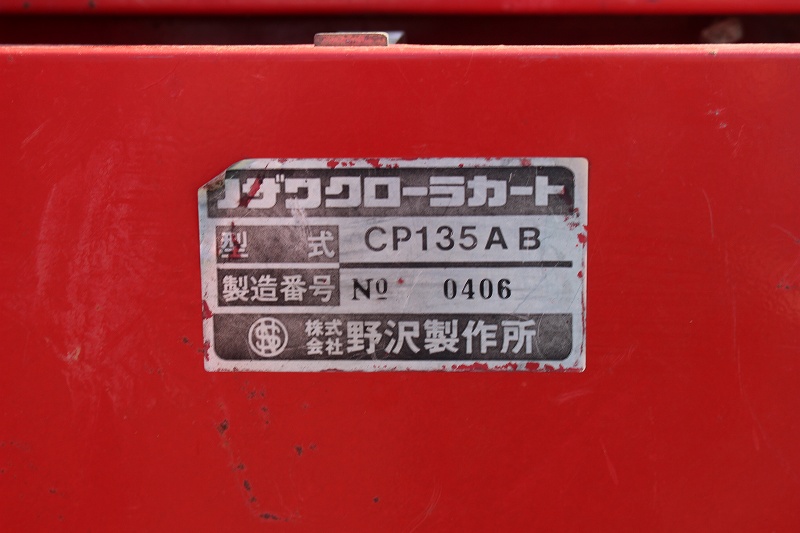 ノザワクローラカート
型式 CP135AB
製造番号 No 0406
株式会社 野沢製作所